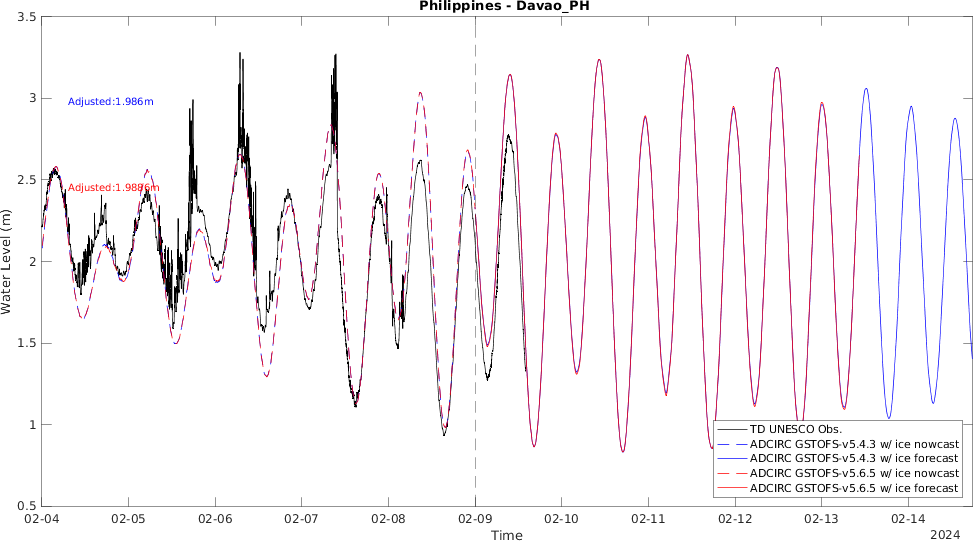 Philippines - Davao_PH
3.5
3
2.5
2
1.5
1
0.5
Water Level (m)
Adjusted:1.986m
Adjusted:1.9886m
TD UNESCO Obs.
ADCIRC GSTOFS-v5.4.3 w/ ice nowcast
ADCIRC GSTOFS-v5.4.3 w/ ice forecast
ADCIRC GSTOFS-v5.6.5 w/ ice nowcast
ADCIRC GSTOFS-v5.6.5 w/ ice forecast
02-04 02-05 02-06 02-07 02-08 02-09 02-10 02-11 02-12 02-13 02-14
Time
2024